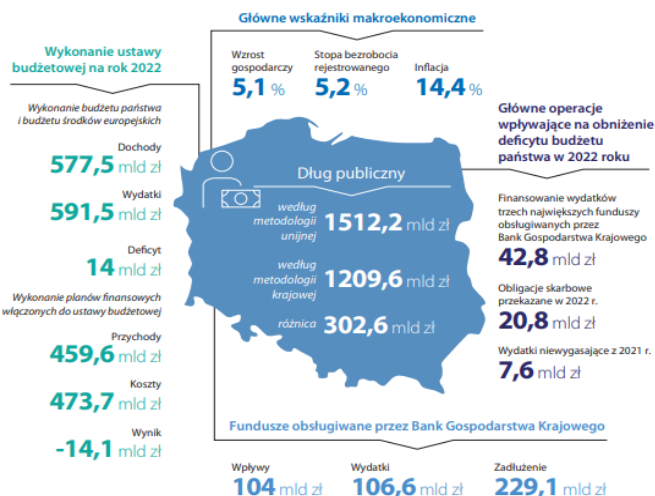 Główne wskaźniki makroekonomiczne
Wzrost
gospodarczy
5,1 %
Stopa bezrobocia
rejestrowanego
5,2 %
Inflacja
14,4 %
Wykonanie ustawy
budżetowej na rok 2022
Wykonanie budżetu państwa
i budżetu środków europejskich
Dochody
577,5 mld zł
Wydatki
591,5 mld zł
Deficyt
14 mld zł
Wykonanie planów finansowych
włączonych do ustawy budżetowej
Przychody
459,6 mld zł
Koszty
473,7 mld zł
Wynik
-14,1 mld zł
Dług publiczny
według
metodologii
unijnej
1512,2 mld zł
według
metodologii
krajowej
1209,6 mld zł
różnica 302,6 mld zł
Główne operacje
wpływające na obniżenie
deficytu budżetu
państwa w 2022 roku
Finansowanie wydatków
trzech największych funduszy
obsługiwanych przez
Bank Gospodarstwa Krajowego
42,8 mld zł
Obligacje skarbowe
przekazane w 2022 r.
20,8 mld zł
Wydatki niewygasające z 2021 r.
7,6 mld zł
Fundusze obsługiwane przez Bank Gospodarstwa Krajowego
Wpływy
104 mld zł
Wydatki
106,6 mld zł
Zadłużenie
229,1 mld zł